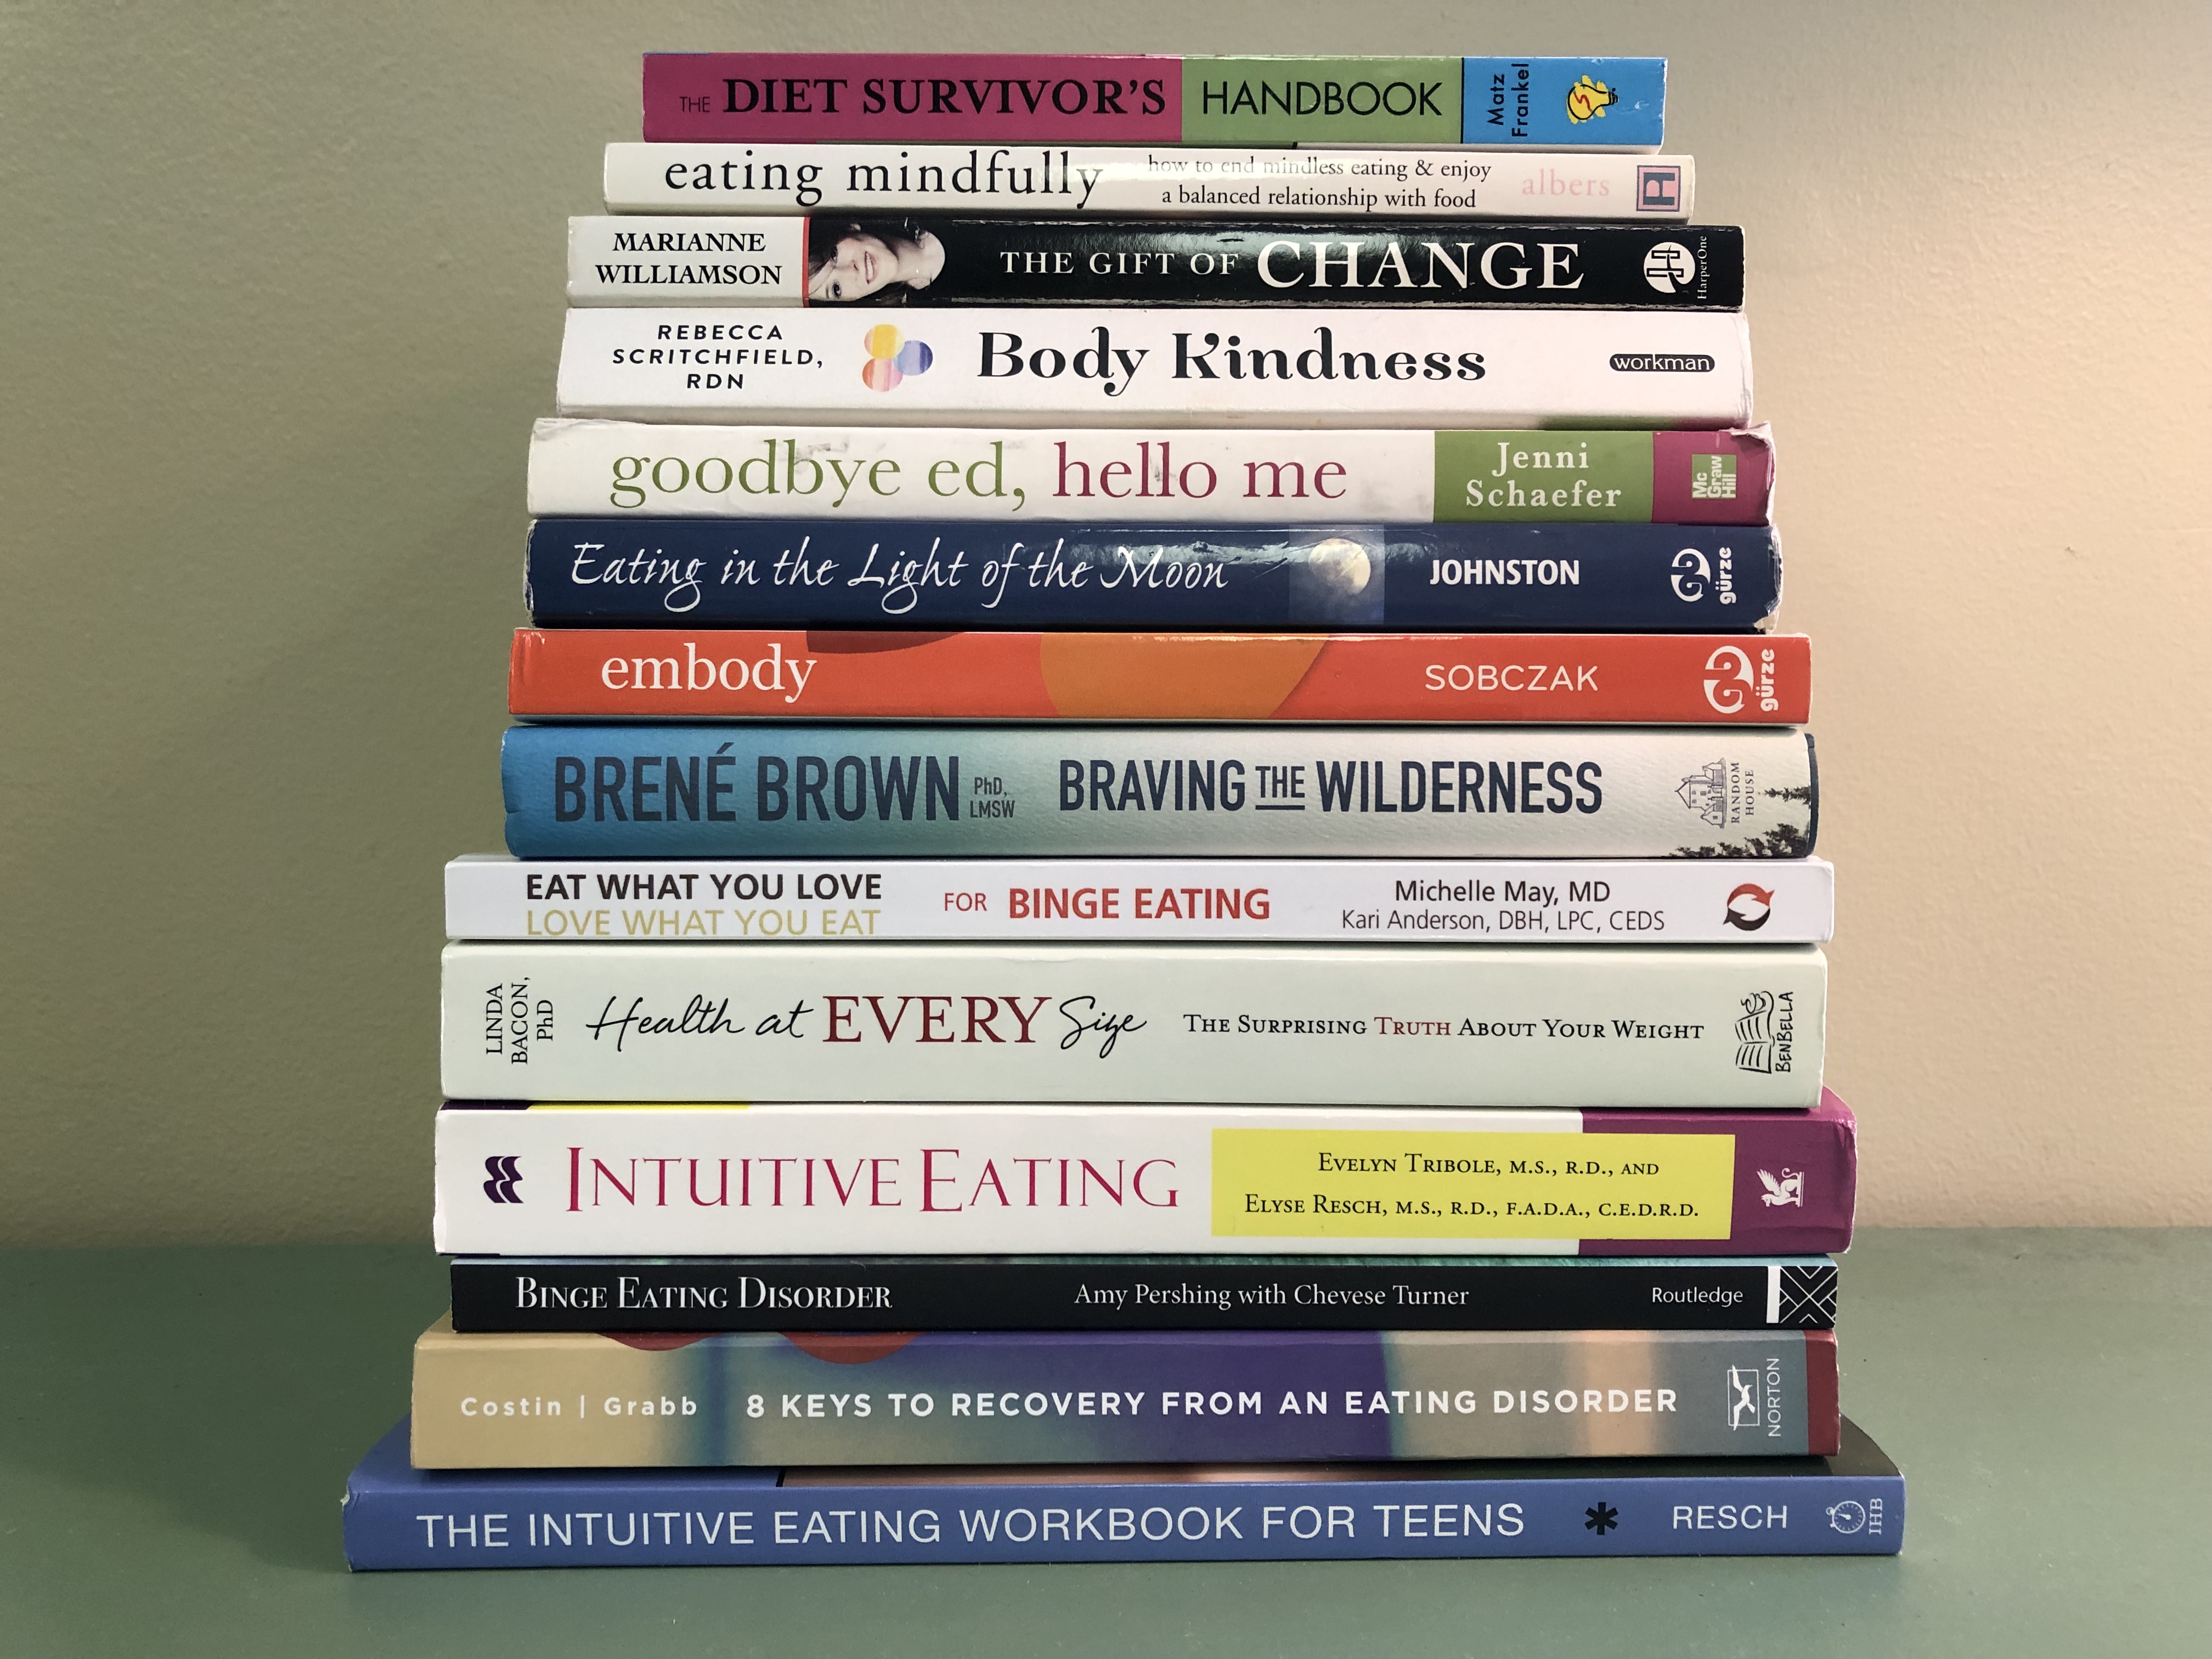 THE DIET SURVIVOR'S HANDBOOK Matz
Frankel
eating mindfully
how to end mindless eating & enjoy
a balanced relationship with food
albers
H
MARIANNE
WILLIAMSON
THE GIFT OF CHANGE
HarperOne
REBECCA
SCRITCHFIELD,
RDN
Body Kindness
workman
goodbye ed, hello me
Jenni
Schaefer
Mc
Graw
Hill
Eating in the Light of the Moon
JOHNSTON
gürze
embody
SOBCZAK
gürze
BRENÉ BROWN PhD,
LMSW
BRAVING THE WILDERNESS
RANDOM
HOUSE
EAT WHAT YOU LOVE
LOVE WHAT YOU EAT
FOR BINGE EATING
Michelle May, MD
Kari Anderson, DBH, LPC, CEDS
LINDA
BACON,
PhD
Health at EVERY Size
THE SURPRISING TRUTH ABOUT YOUR WEIGHT
BENBELLA
INTUITIVE EATING
EVELYN TRIBOLE, M.S., R.D., AND
ELYSE RESCH, M.S., R.D., F.A.D.A., C.E.D.R.D.
BINGE EATING DISORDER
Amy Pershing with Chevese Turner
Routledge
Costin | Grabb
8 KEYS TO RECOVERY FROM AN EATING DISORDER
NORTON
THE INTUITIVE EATING WORKBOOK FOR TEENS * RESCH
IHB